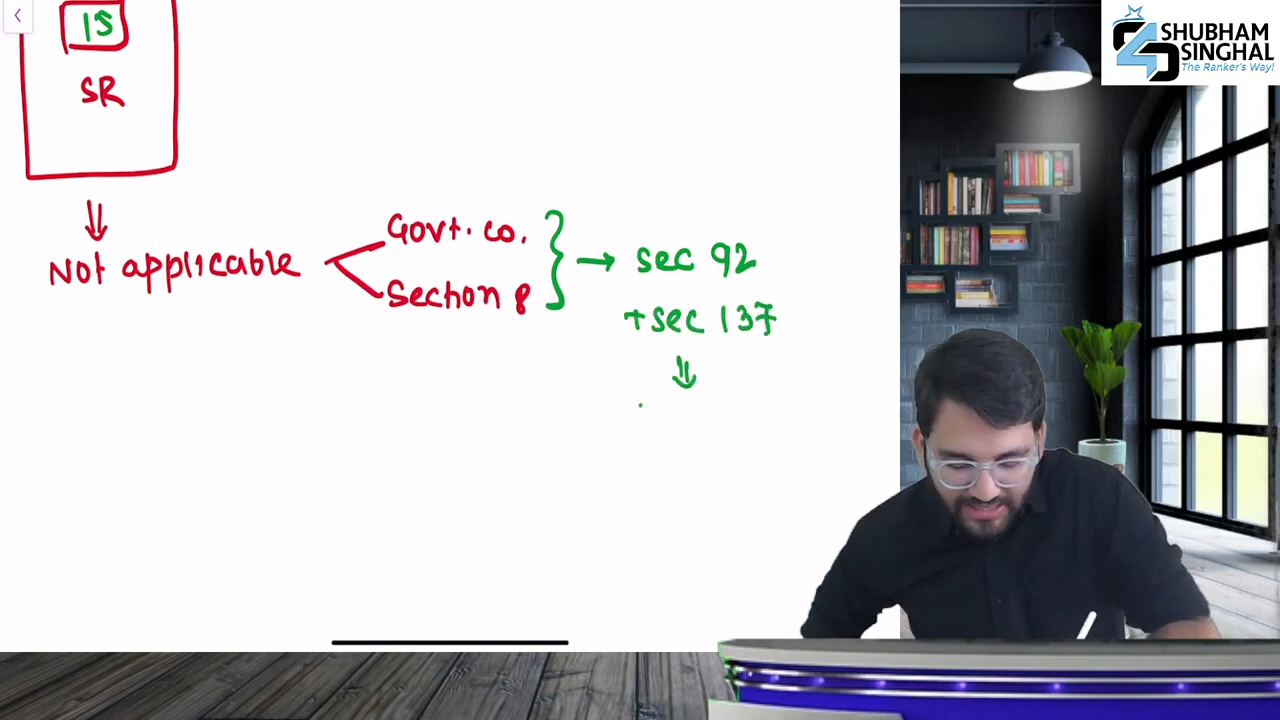 15
SR
Not applicable
Govt. co.
Section 8
→ sec 92
+ sec 137
SHUBHAM
SINGHAL
The Ranker's Way!